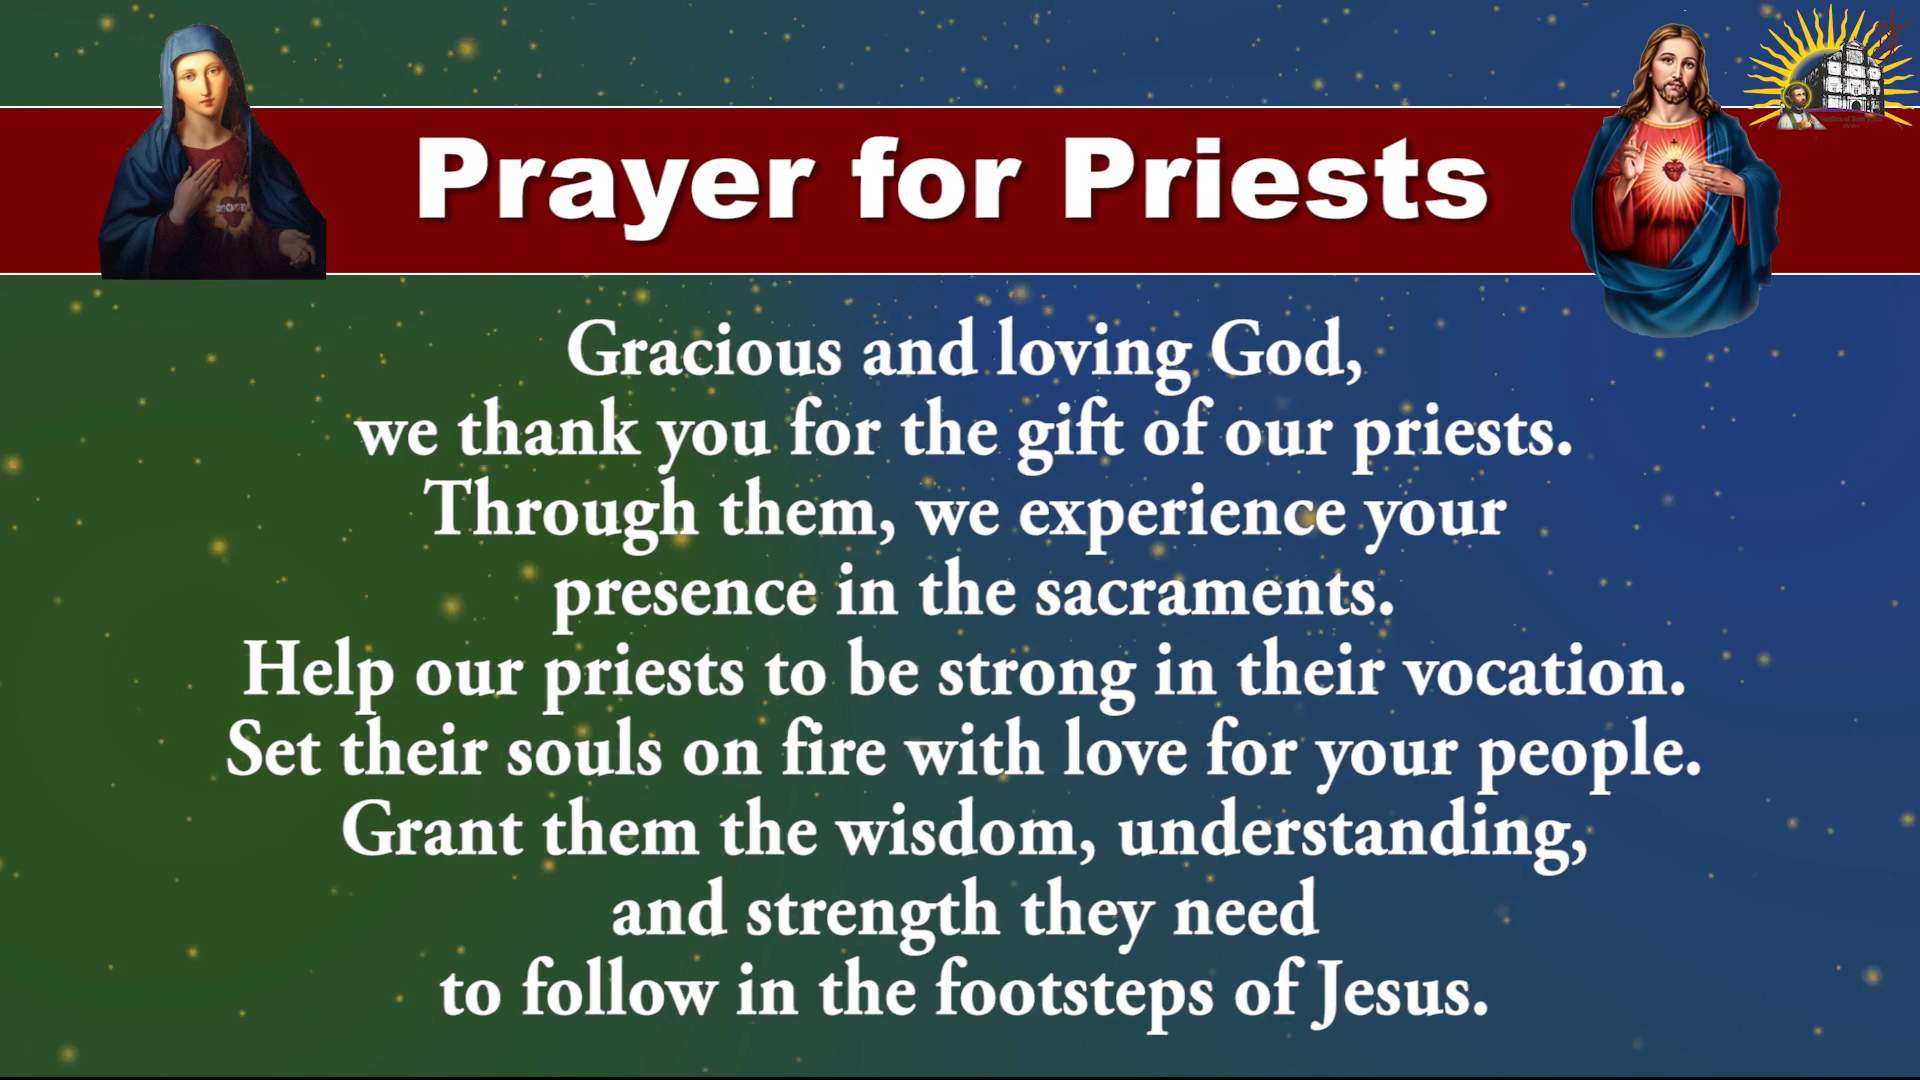 Prayer for Priests
Gracious and loving God,
we thank you for the gift of our priests.
Through them, we experience your
presence in the sacraments.
Help our priests to be strong in their vocation.
Set their souls on fire with love for your people.
Grant them the wisdom, understanding,
and strength they need
to follow in the footsteps of Jesus.